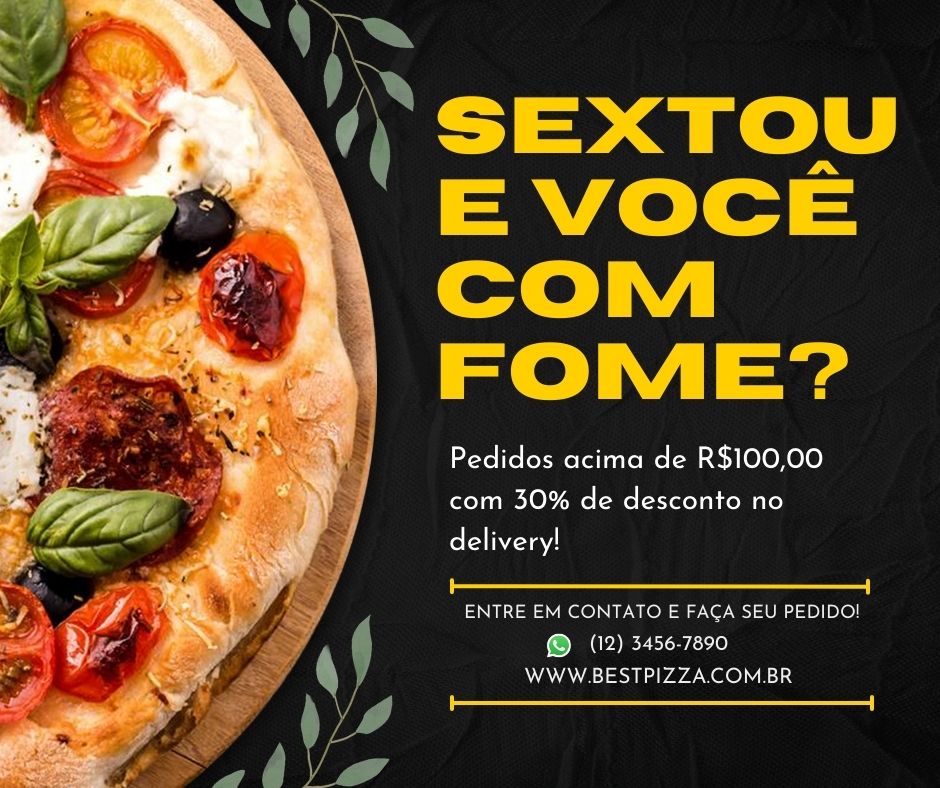 SEXTOU
E VOCÊ
COM
FOME?
Pedidos acima de R$100,00
com 30% de desconto no
delivery!
ENTRE EM CONTATO E FAÇA SEU PEDIDO!
(12) 3456-7890
WWW.BESTPIZZA.COM.BR